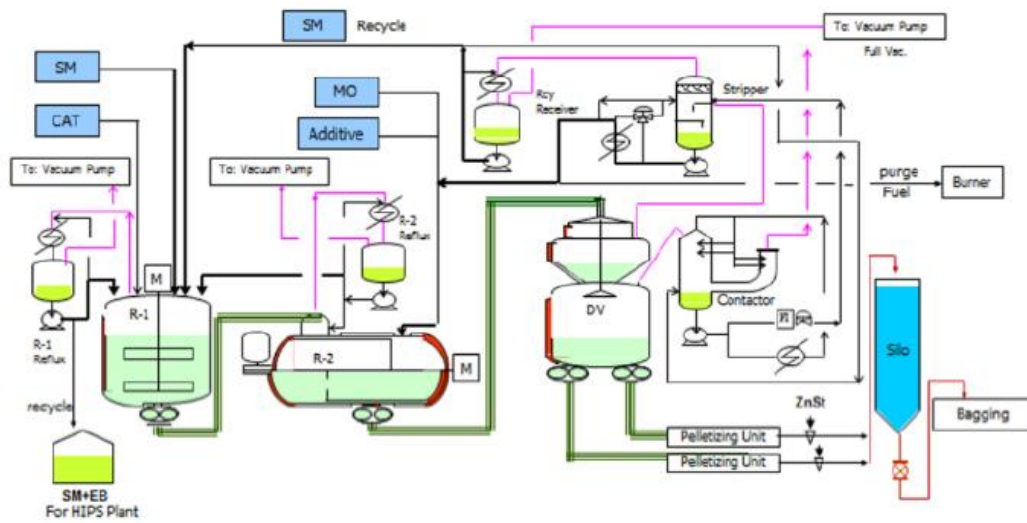 SM
Recycle
To: Vacuum Pump
Full Vac.
SM
MO
Rcy
Receiver
Stripper
CAT
Additive
To: Vacuum Pump
To: Vacuum Pump
purge
Fuel
Burner
R-2
Reflux
M
R-1
DV
Contactor
R-1
Reflux
R-2
M
Silo
recycle
ZnSt
Bagging
Pelletizing Unit
Pelletizing Unit
SM+EB
For HIPS Plant